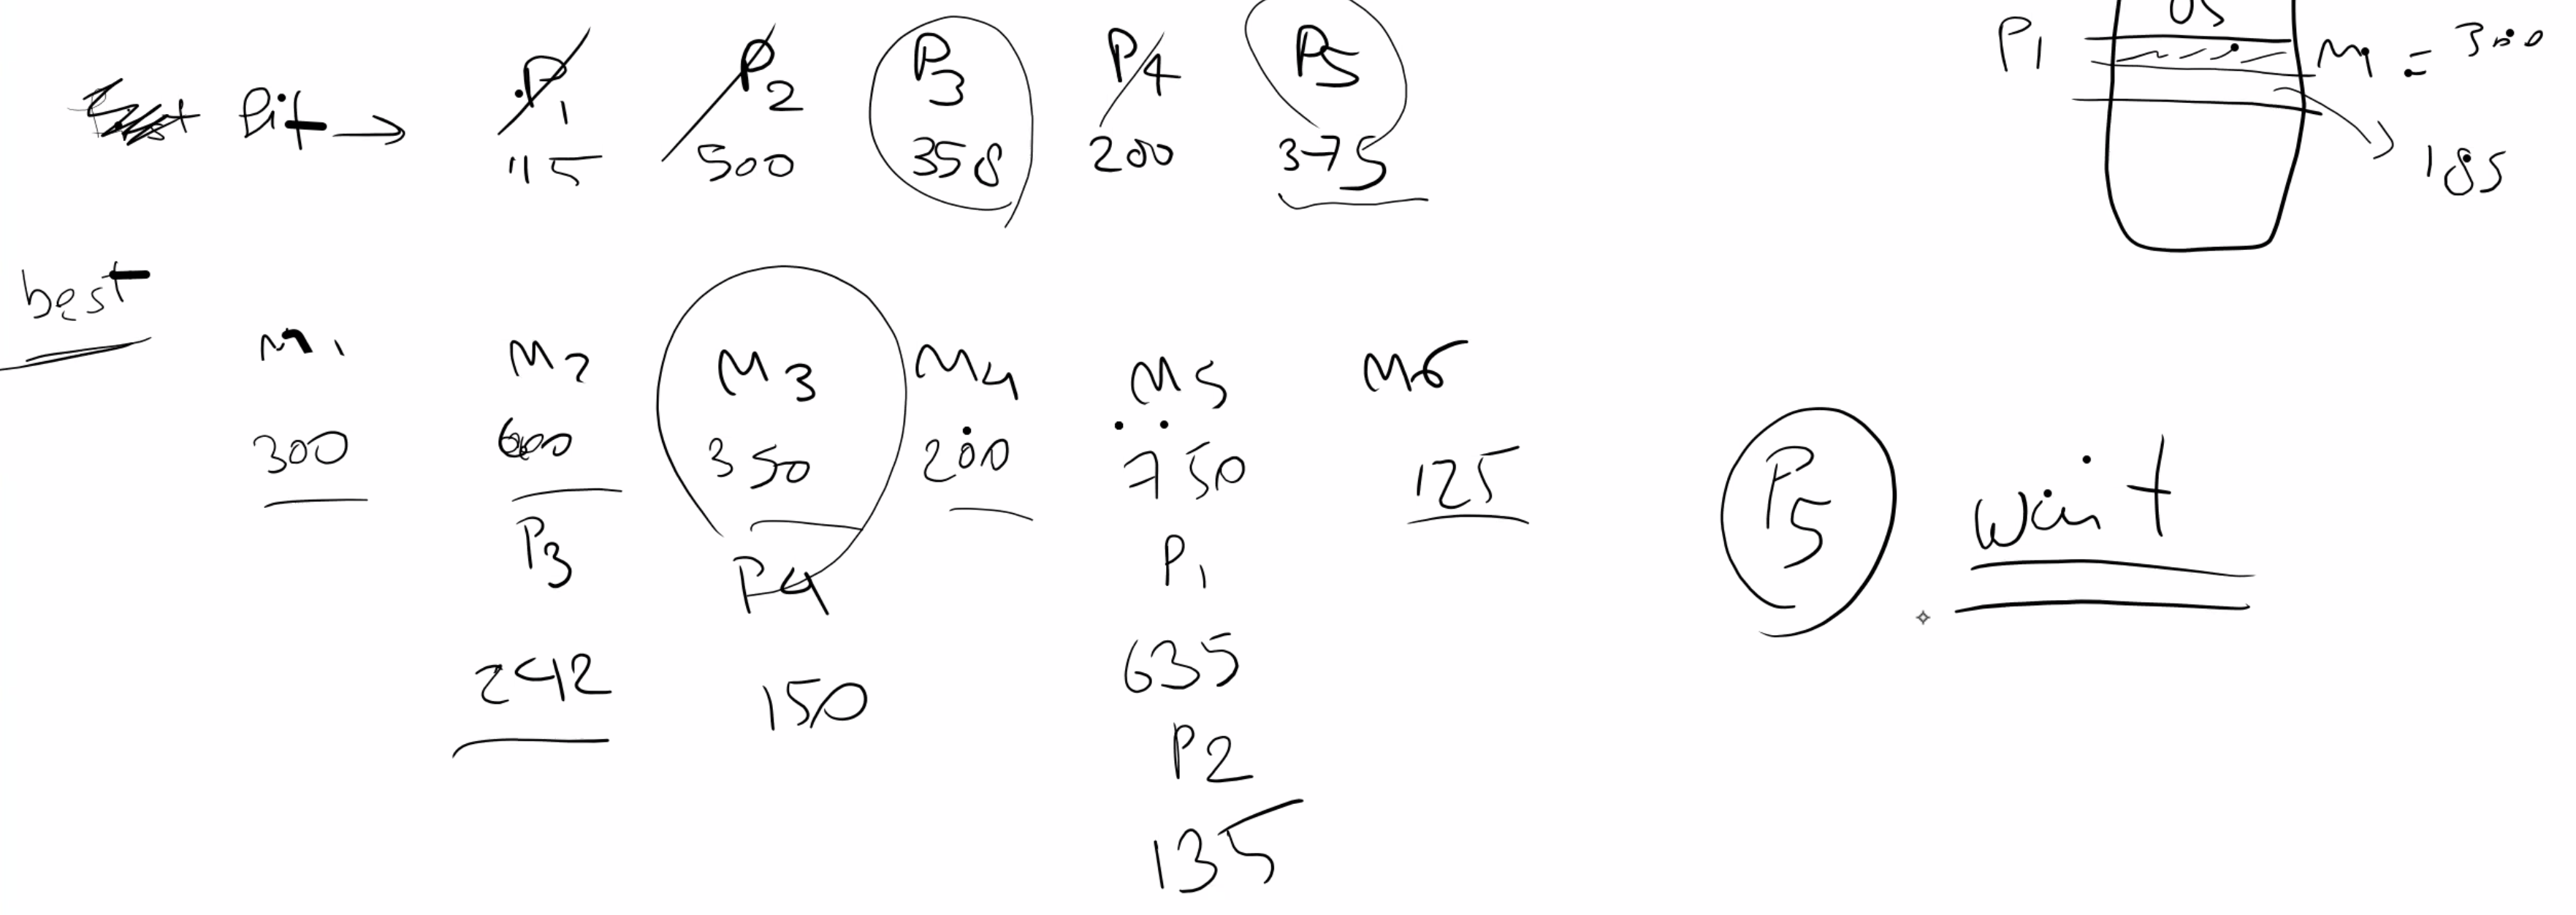 P1 P2 P3 P4 P5
fit →
115 500 358 200 375
OS
P1 M1 = 300
185
best
M1 M2 M3 M4 M5 M6
300 600 350 200 750 125
P3 P4 P1
242 150 635
P2
135
P5 wait